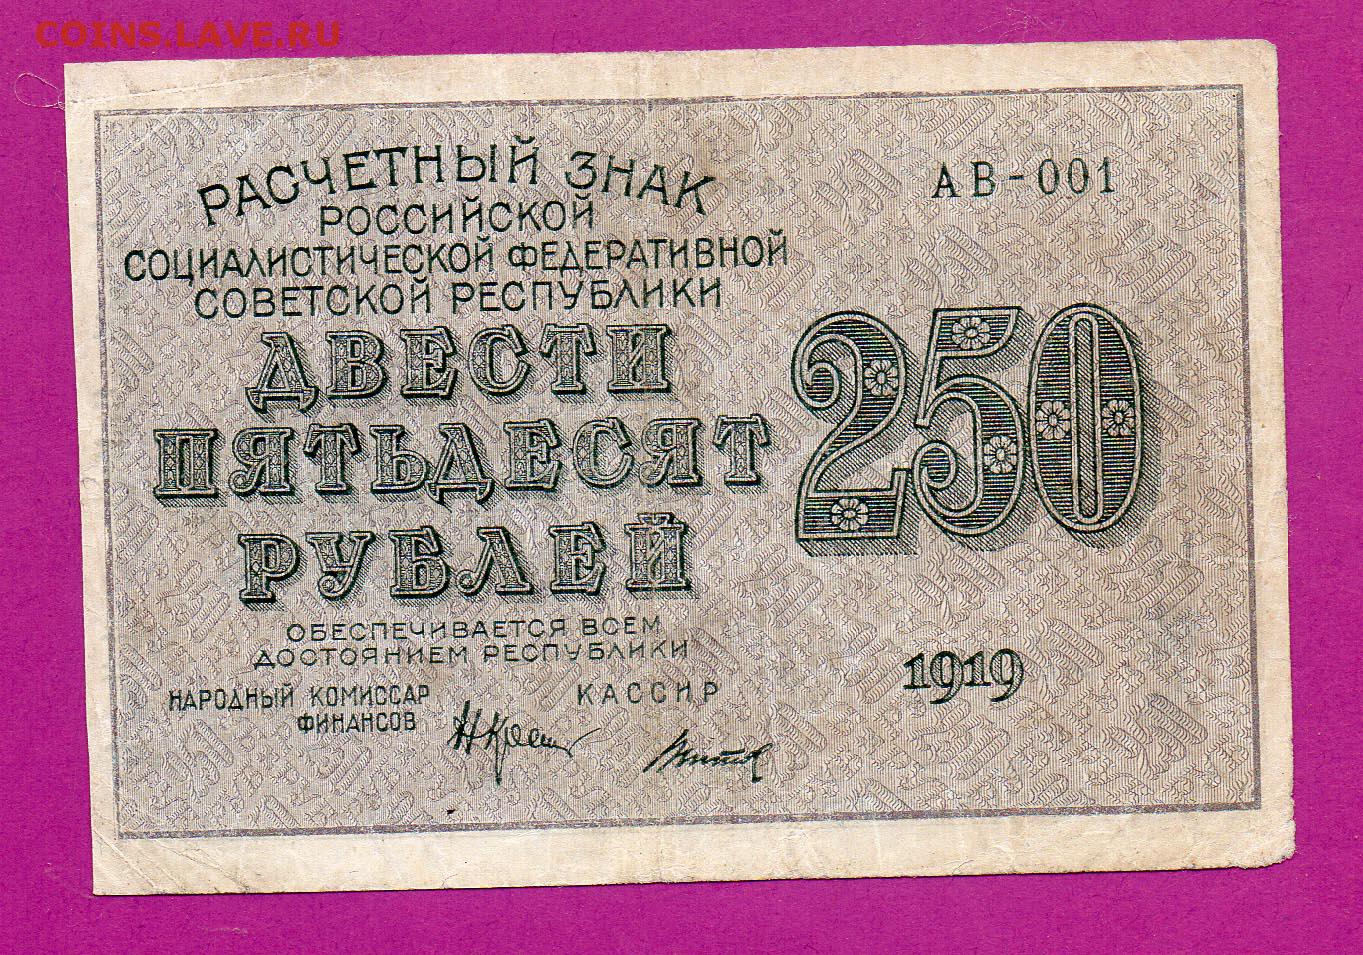 COINS.LAVE.RU
РАСЧЕТНЫЙ ЗНАК
РОССИЙСКОЙ
СОЦИАЛИСТИЧЕСКОЙ ФЕДЕРАТИВНОЙ
СОВЕТСКОЙ РЕСПУБЛИКИ
АВ-001
ДВЕСТИ
ПЯТЬДЕСЯТ
РУБЛЕЙ
250
ОБЕСПЕЧИВАЕТСЯ ВСЕМ
ДОСТОЯНИЕМ РЕСПУБЛИКИ
НАРОДНЫЙ КОМИССАР
ФИНАНСОВ
КАССИР
1919